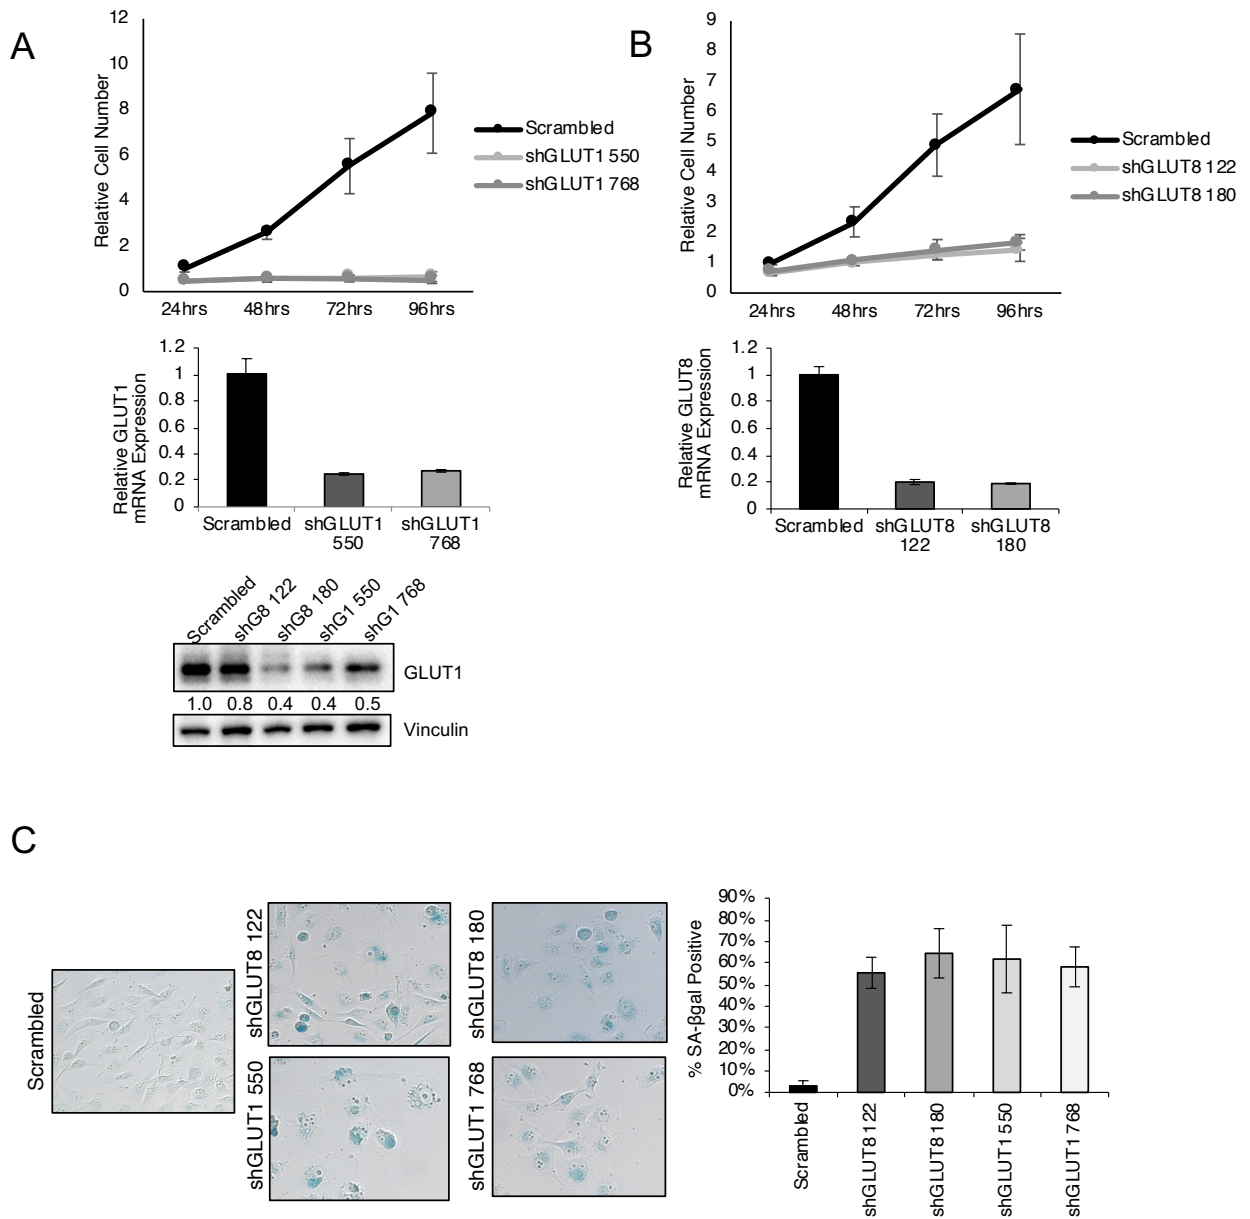 A
12
10
8
6
4
2
0
Relative Cell Number
24hrs 48hrs 72hrs 96hrs
Scrambled
shGLUT1 550
shGLUT1 768
1.2
1
0.8
0.6
0.4
0.2
0
Relative GLUT1
mRNA Expression
Scrambled shGLUT1 shGLUT1
550 768
Scrambled
shG8 122
shG8 180
shG1 550
shG1 768
GLUT1
1.0 0.8 0.4 0.4 0.5
Vinculin
B
9
8
7
6
5
4
3
2
1
0
Relative Cell Number
24hrs 48hrs 72hrs 96hrs
Scrambled
shGLUT8 122
shGLUT8 180
1.2
1
0.8
0.6
0.4
0.2
0
Relative GLUT8
mRNA Expression
Scrambled shGLUT8 shGLUT8
122 180
C
Scrambled
shGLUT8 122
shGLUT8 180
shGLUT1 550
shGLUT1 768
90%
80%
70%
60%
50%
40%
30%
20%
10%
0%
% SA-βgal Positive
Scrambled
shGLUT8 122
shGLUT8 180
shGLUT1 550
shGLUT1 768